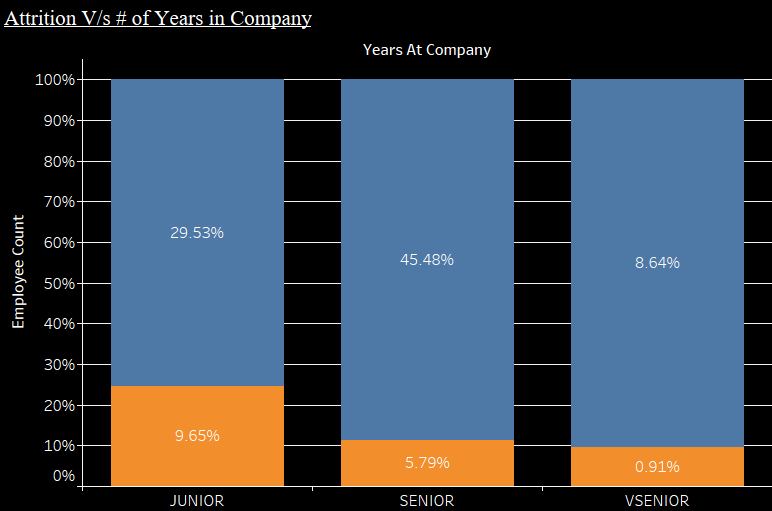 Attrition V/s # of Years in Company
Years At Company
Employee Count
100%
90%
80%
70%
60%
50%
40%
30%
20%
10%
0%
29.53%
45.48%
8.64%
9.65%
5.79%
0.91%
JUNIOR
SENIOR
VSENIOR